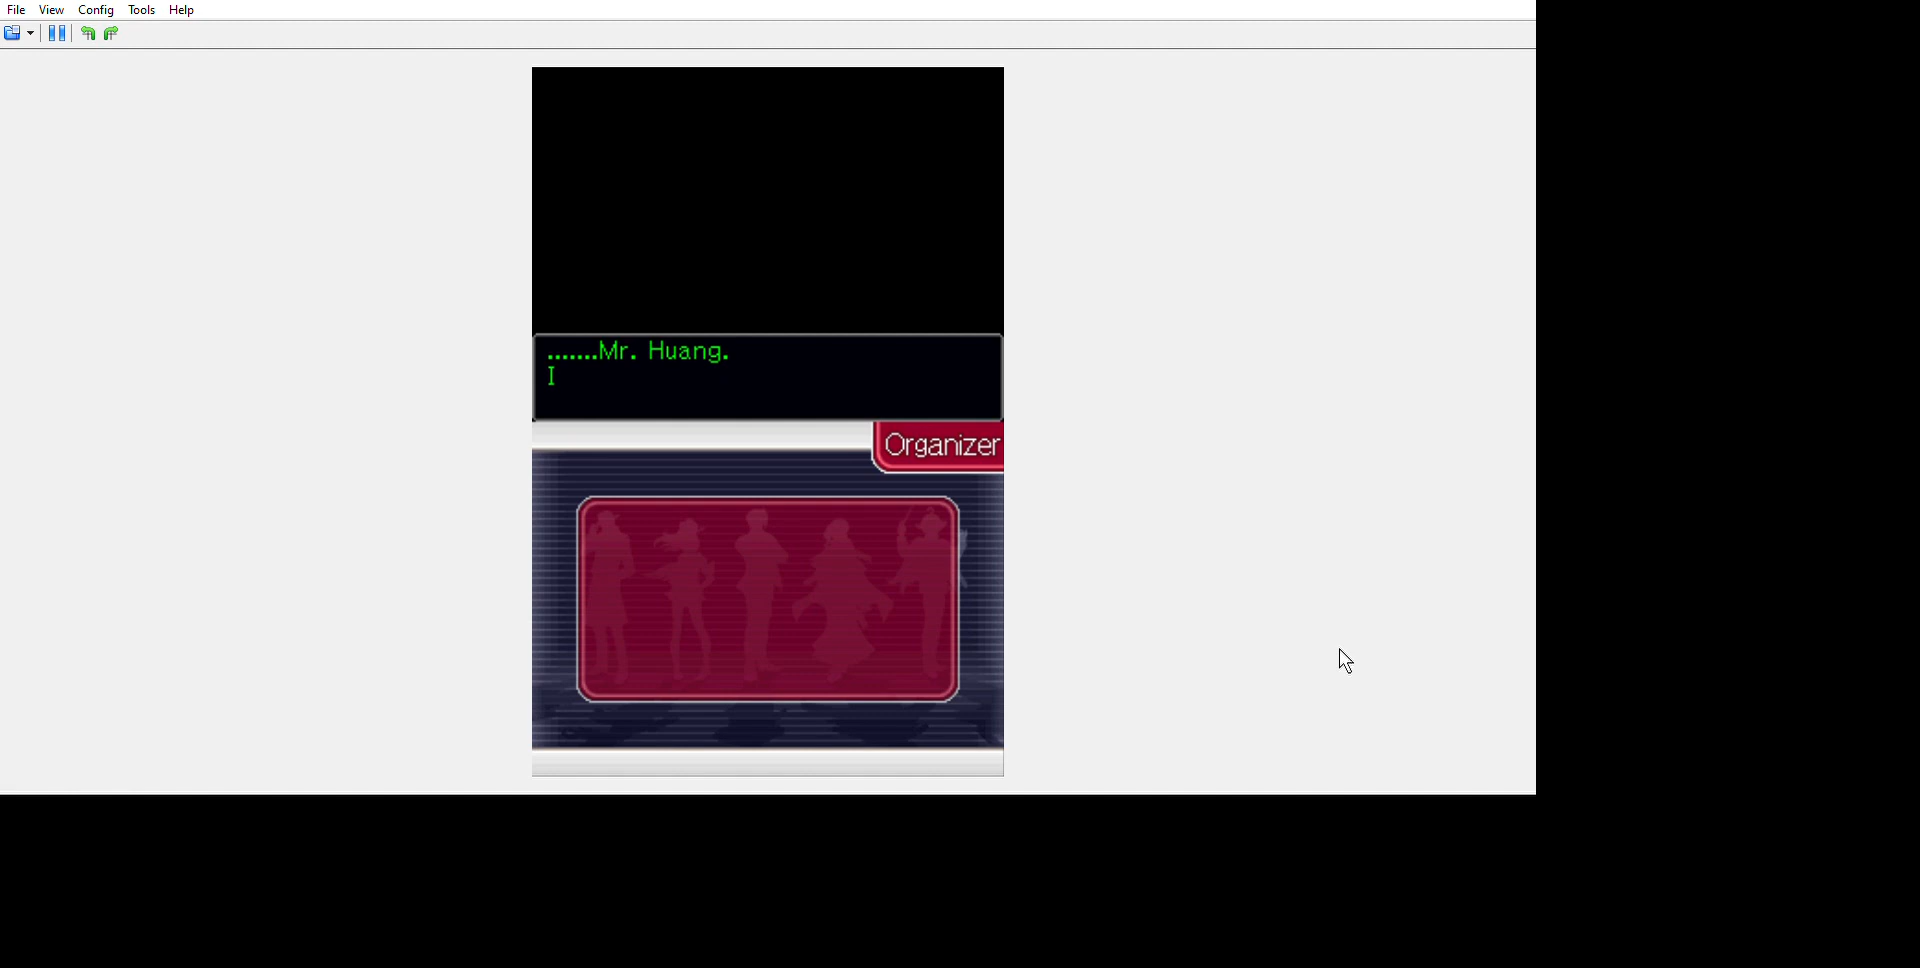 File View Config Tools Help
.......Mr. Huang.
I
Organizer